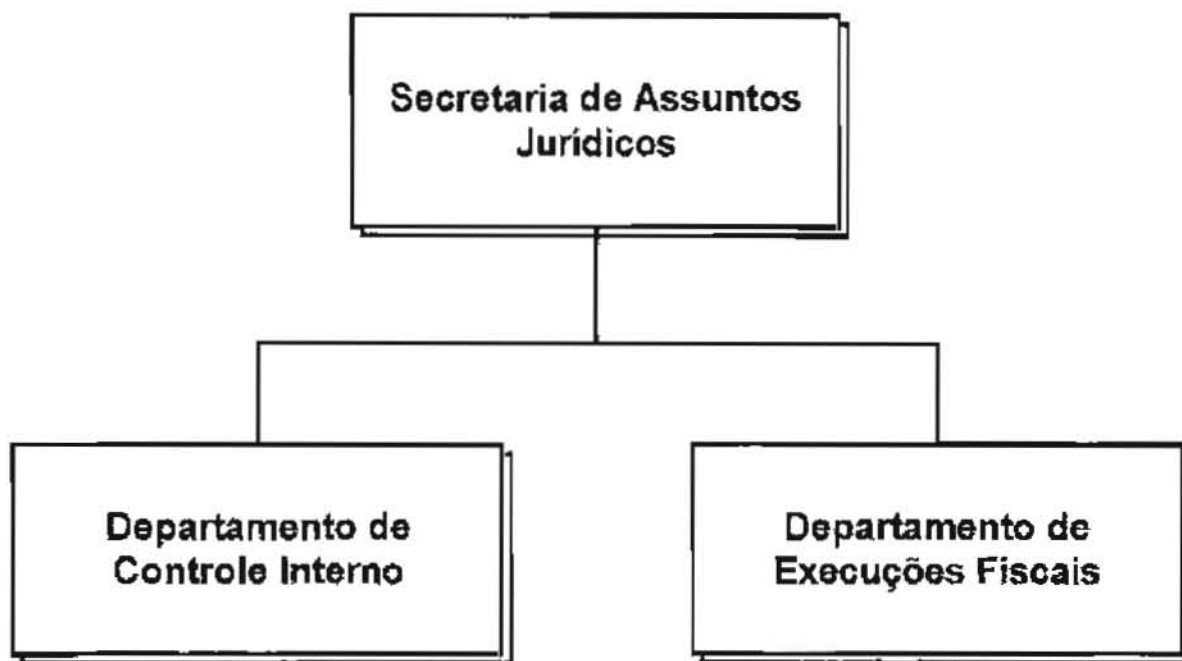 Secretaria de Assuntos
Jurídicos
Departamento de
Controle Interno
Departamento de
Execuções Fiscais